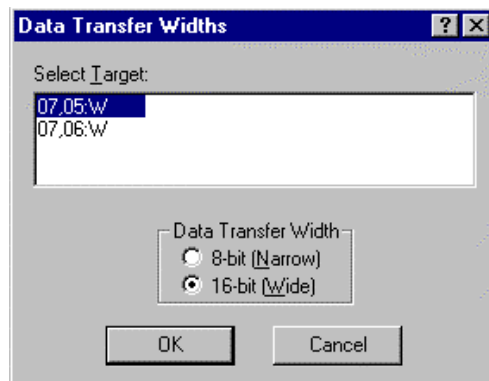 Data Transfer Widths
Select Target:
07,05:W
07,06:W
Data Transfer Width
8-bit (Narrow)
16-bit (Wide)
OK
Cancel